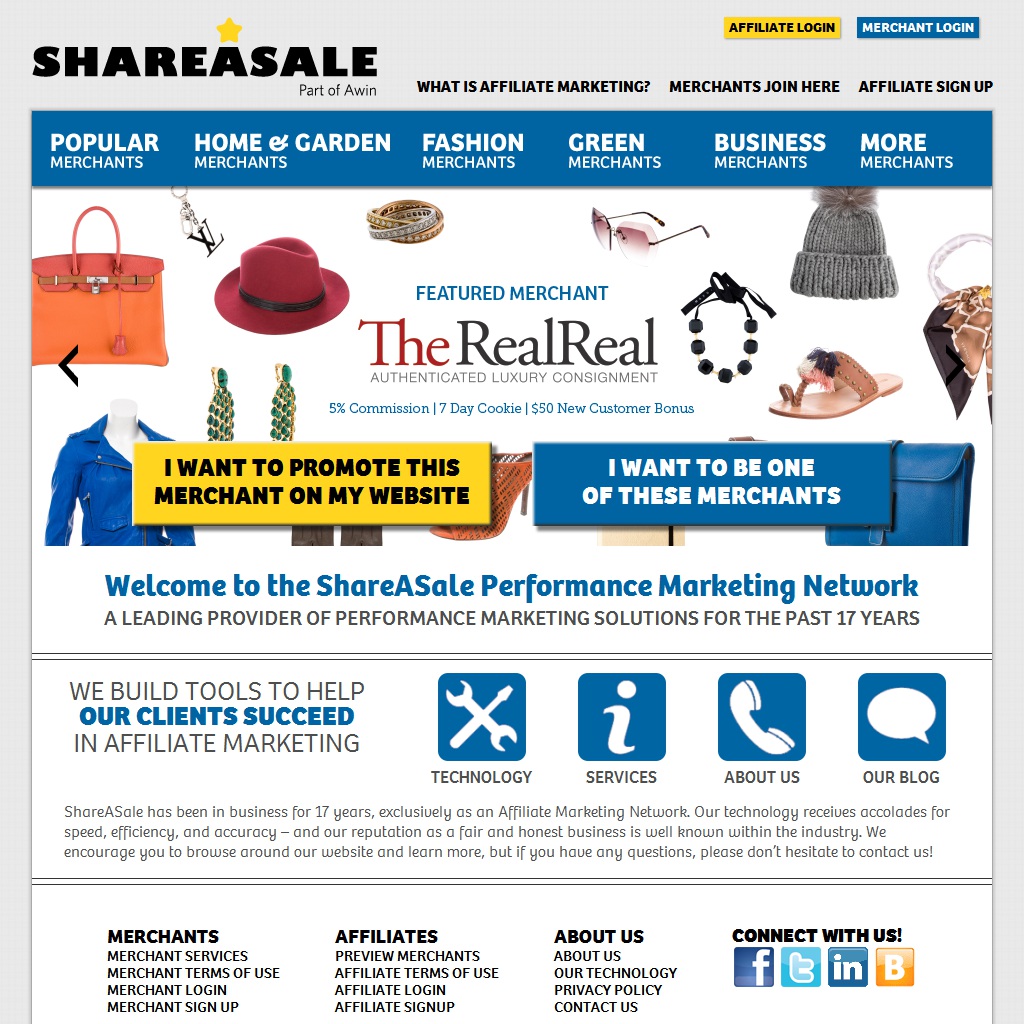 AFFILIATE LOGIN
MERCHANT LOGIN
SHAREASALE
Part of Awin
WHAT IS AFFILIATE MARKETING?
MERCHANTS JOIN HERE
AFFILIATE SIGN UP
POPULAR
MERCHANTS
HOME & GARDEN
MERCHANTS
FASHION
MERCHANTS
GREEN
MERCHANTS
BUSINESS
MERCHANTS
MORE
MERCHANTS
FEATURED MERCHANT
The RealReal
AUTHENTICATED LUXURY CONSIGNMENT
5% Commission | 7 Day Cookie | $50 New Customer Bonus
I WANT TO PROMOTE THIS
MERCHANT ON MY WEBSITE
I WANT TO BE ONE
OF THESE MERCHANTS
Welcome to the ShareASale Performance Marketing Network
A LEADING PROVIDER OF PERFORMANCE MARKETING SOLUTIONS FOR THE PAST 17 YEARS
WE BUILD TOOLS TO HELP
OUR CLIENTS SUCCEED
IN AFFILIATE MARKETING
TECHNOLOGY
SERVICES
ABOUT US
OUR BLOG
ShareASale has been in business for 17 years, exclusively as an Affiliate Marketing Network. Our technology receives accolades for
speed, efficiency, and accuracy – and our reputation as a fair and honest business is well known within the industry. We
encourage you to browse around our website and learn more, but if you have any questions, please don't hesitate to contact us!
MERCHANTS
MERCHANT SERVICES
MERCHANT TERMS OF USE
MERCHANT LOGIN
MERCHANT SIGN UP
AFFILIATES
PREVIEW MERCHANTS
AFFILIATE TERMS OF USE
AFFILIATE LOGIN
AFFILIATE SIGNUP
ABOUT US
ABOUT US
OUR TECHNOLOGY
PRIVACY POLICY
CONTACT US
CONNECT WITH US!